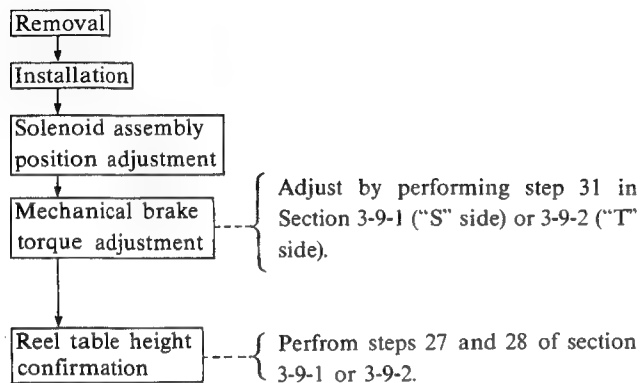 Removal
Installation
Solenoid assembly
position adjustment
Mechanical brake
torque adjustment
Adjust by performing step 31 in
Section 3-9-1 (“S” side) or 3-9-2 (“T”
side).
Reel table height
confirmation
Perfrom steps 27 and 28 of section
3-9-1 or 3-9-2.